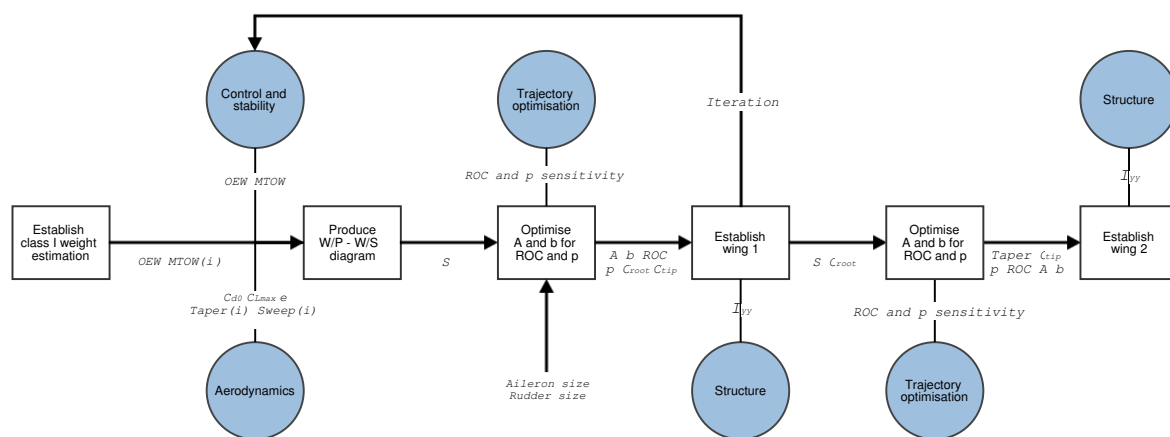 Control and
stability
Trajectory
optimisation
Structure
Iteration
OEW MTOW
ROC and p sensitivity
Iyy
Establish
class I weight
estimation
OEW MTOW(i)
Produce
W/P - W/S
diagram
S
Optimise
A and b for
ROC and p
A b ROC
p Croot Ctip
Establish
wing 1
S Croot
Optimise
A and b for
ROC and p
Taper Ctip
p ROC A b
Establish
wing 2
Cd0 CLmax e
Taper(i) Sweep(i)
Iyy
ROC and p sensitivity
Aerodynamics
Aileron size
Rudder size
Structure
Trajectory
optimisation